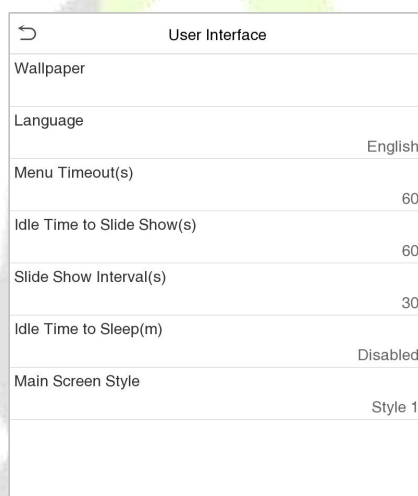 User Interface
Wallpaper
Language
English
Menu Timeout(s)
60
Idle Time to Slide Show(s)
60
Slide Show Interval(s)
30
Idle Time to Sleep(m)
Disabled
Main Screen Style
Style 1